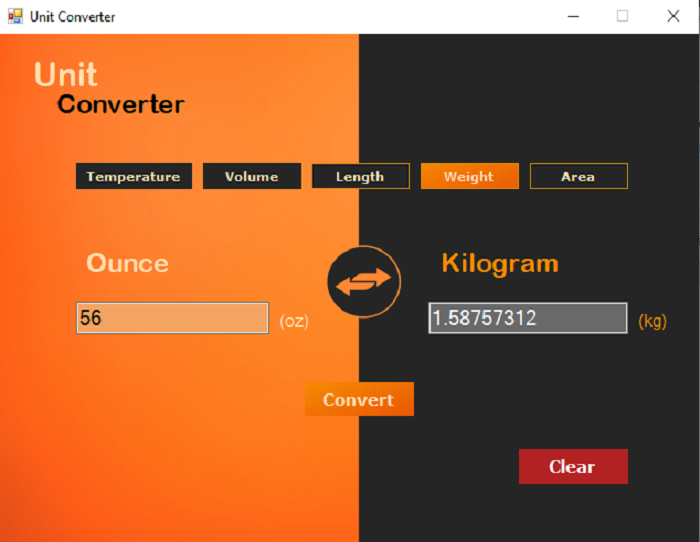 Unit Converter
Unit
Converter
Temperature Volume Length Weight Area
Ounce Kilogram
56 (oz) 1.58757312 (kg)
Convert
Clear